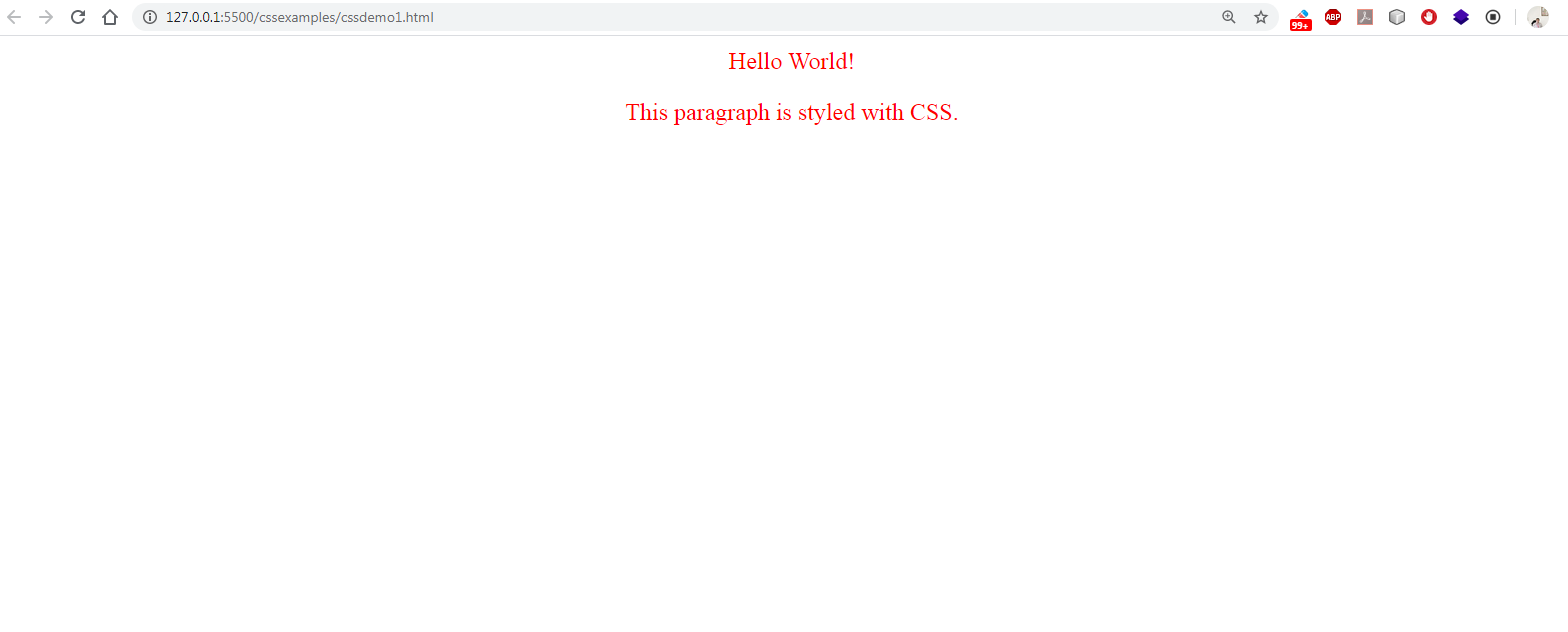 127.0.0.1:5500/cssexamples/cssdemo1.html
99+
ABP
Hello World!
This paragraph is styled with CSS.